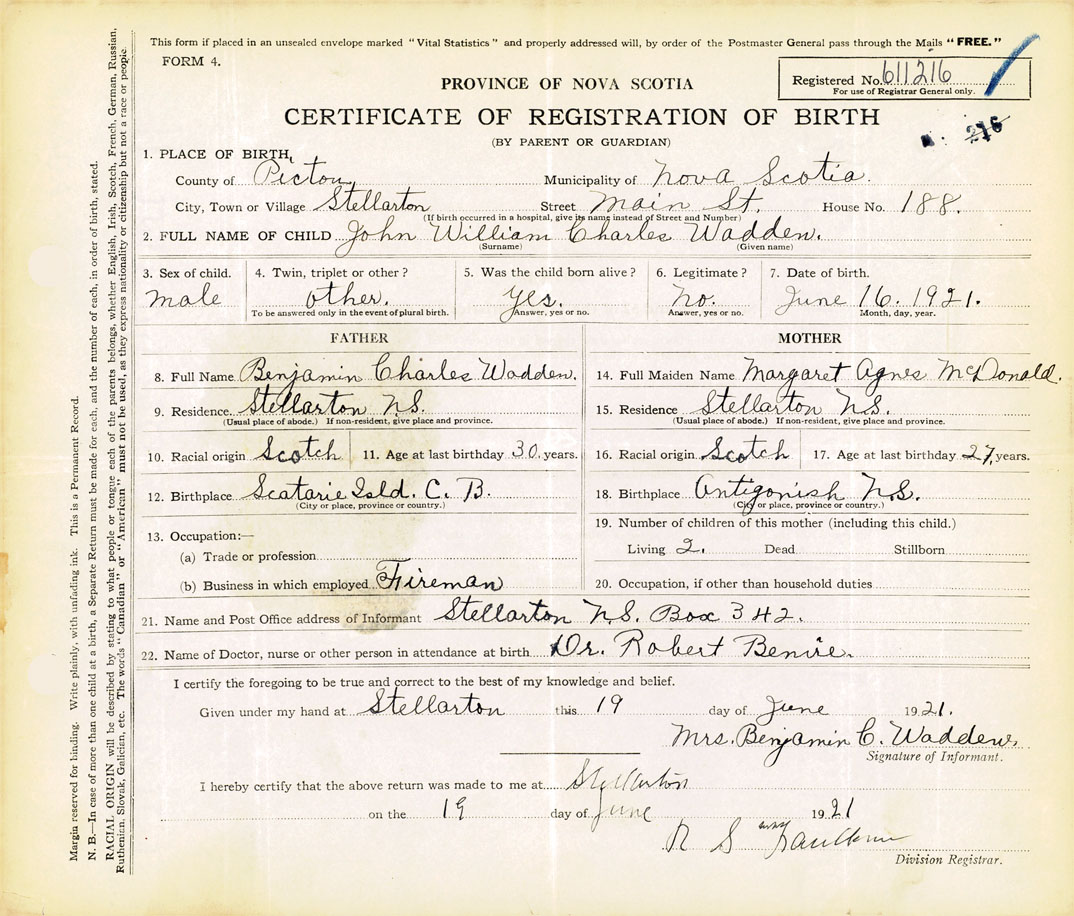 This form if placed in an unsealed envelope marked "Vital Statistics" and properly addressed will, by order of the Postmaster General pass through the Mails "FREE."
FORM 4.
Registered No. 611216
For use of Registrar General only.
PROVINCE OF NOVA SCOTIA
CERTIFICATE OF REGISTRATION OF BIRTH
216
(BY PARENT OR GUARDIAN)
1. PLACE OF BIRTH,
County of Picton Municipality of Nova Scotia.
City, Town or Village Stellarton Street Main St. House No. 188.
(If birth occurred in a hospital, give its name instead of Street and Number)
2. FULL NAME OF CHILD John William Charles Wadden.
(Surname) (Given name)
3. Sex of child. 4. Twin, triplet or other? 5. Was the child born alive? 6. Legitimate? 7. Date of birth.
male other. Yes. No. June 16. 1921.
To be answered only in the event of plural birth. Answer, yes or no. Answer, yes or no. Month, day, year.
FATHER MOTHER
8. Full Name Benjamin Charles Wadden. 14. Full Maiden Name Margaret Agnes McDonald.
9. Residence Stellarton N.S. 15. Residence Stellarton N.S.
(Usual place of abode.) If non-resident, give place and province. (Usual place of abode.) If non-resident, give place and province.
10. Racial origin Scotch 11. Age at last birthday 30. years. 16. Racial origin Scotch 17. Age at last birthday 27, years.
12. Birthplace Scatarie Isld. C. B. 18. Birthplace Antigonish N.S.
(City or place, province or country.) (City or place, province or country.)
13. Occupation:— 19. Number of children of this mother (including this child.)
(a) Trade or profession Living 2. Dead Stillborn
(b) Business in which employed Fireman 20. Occupation, if other than household duties
21. Name and Post Office address of Informant Stellarton N.S. Box 342.
22. Name of Doctor, nurse or other person in attendance at birth Dr. Robert Benvie.
I certify the foregoing to be true and correct to the best of my knowledge and belief.
Given under my hand at Stellarton this 19 day of June 1921.
Mrs. Benjamin C. Wadden,
Signature of Informant.
I hereby certify that the above return was made to me at Stellarton
on the 19 day of June 1921
R S
Division Registrar.
Margin reserved for binding. Write plainly, with unfading ink. This is a Permanent Record.
N. B.—In case of more than one child at a birth, a Separate Return must be made for each, and the number of each, in order of birth, stated.
RACIAL ORIGIN will be described by stating to what people or tongue each of the parents belongs, whether English, Irish, Scotch, French, German, Russian,
Ruthenian, Slovak, Galician, etc. The words "Canadian" or "American" must not be used, as they express nationality or citizenship but not a race or people.